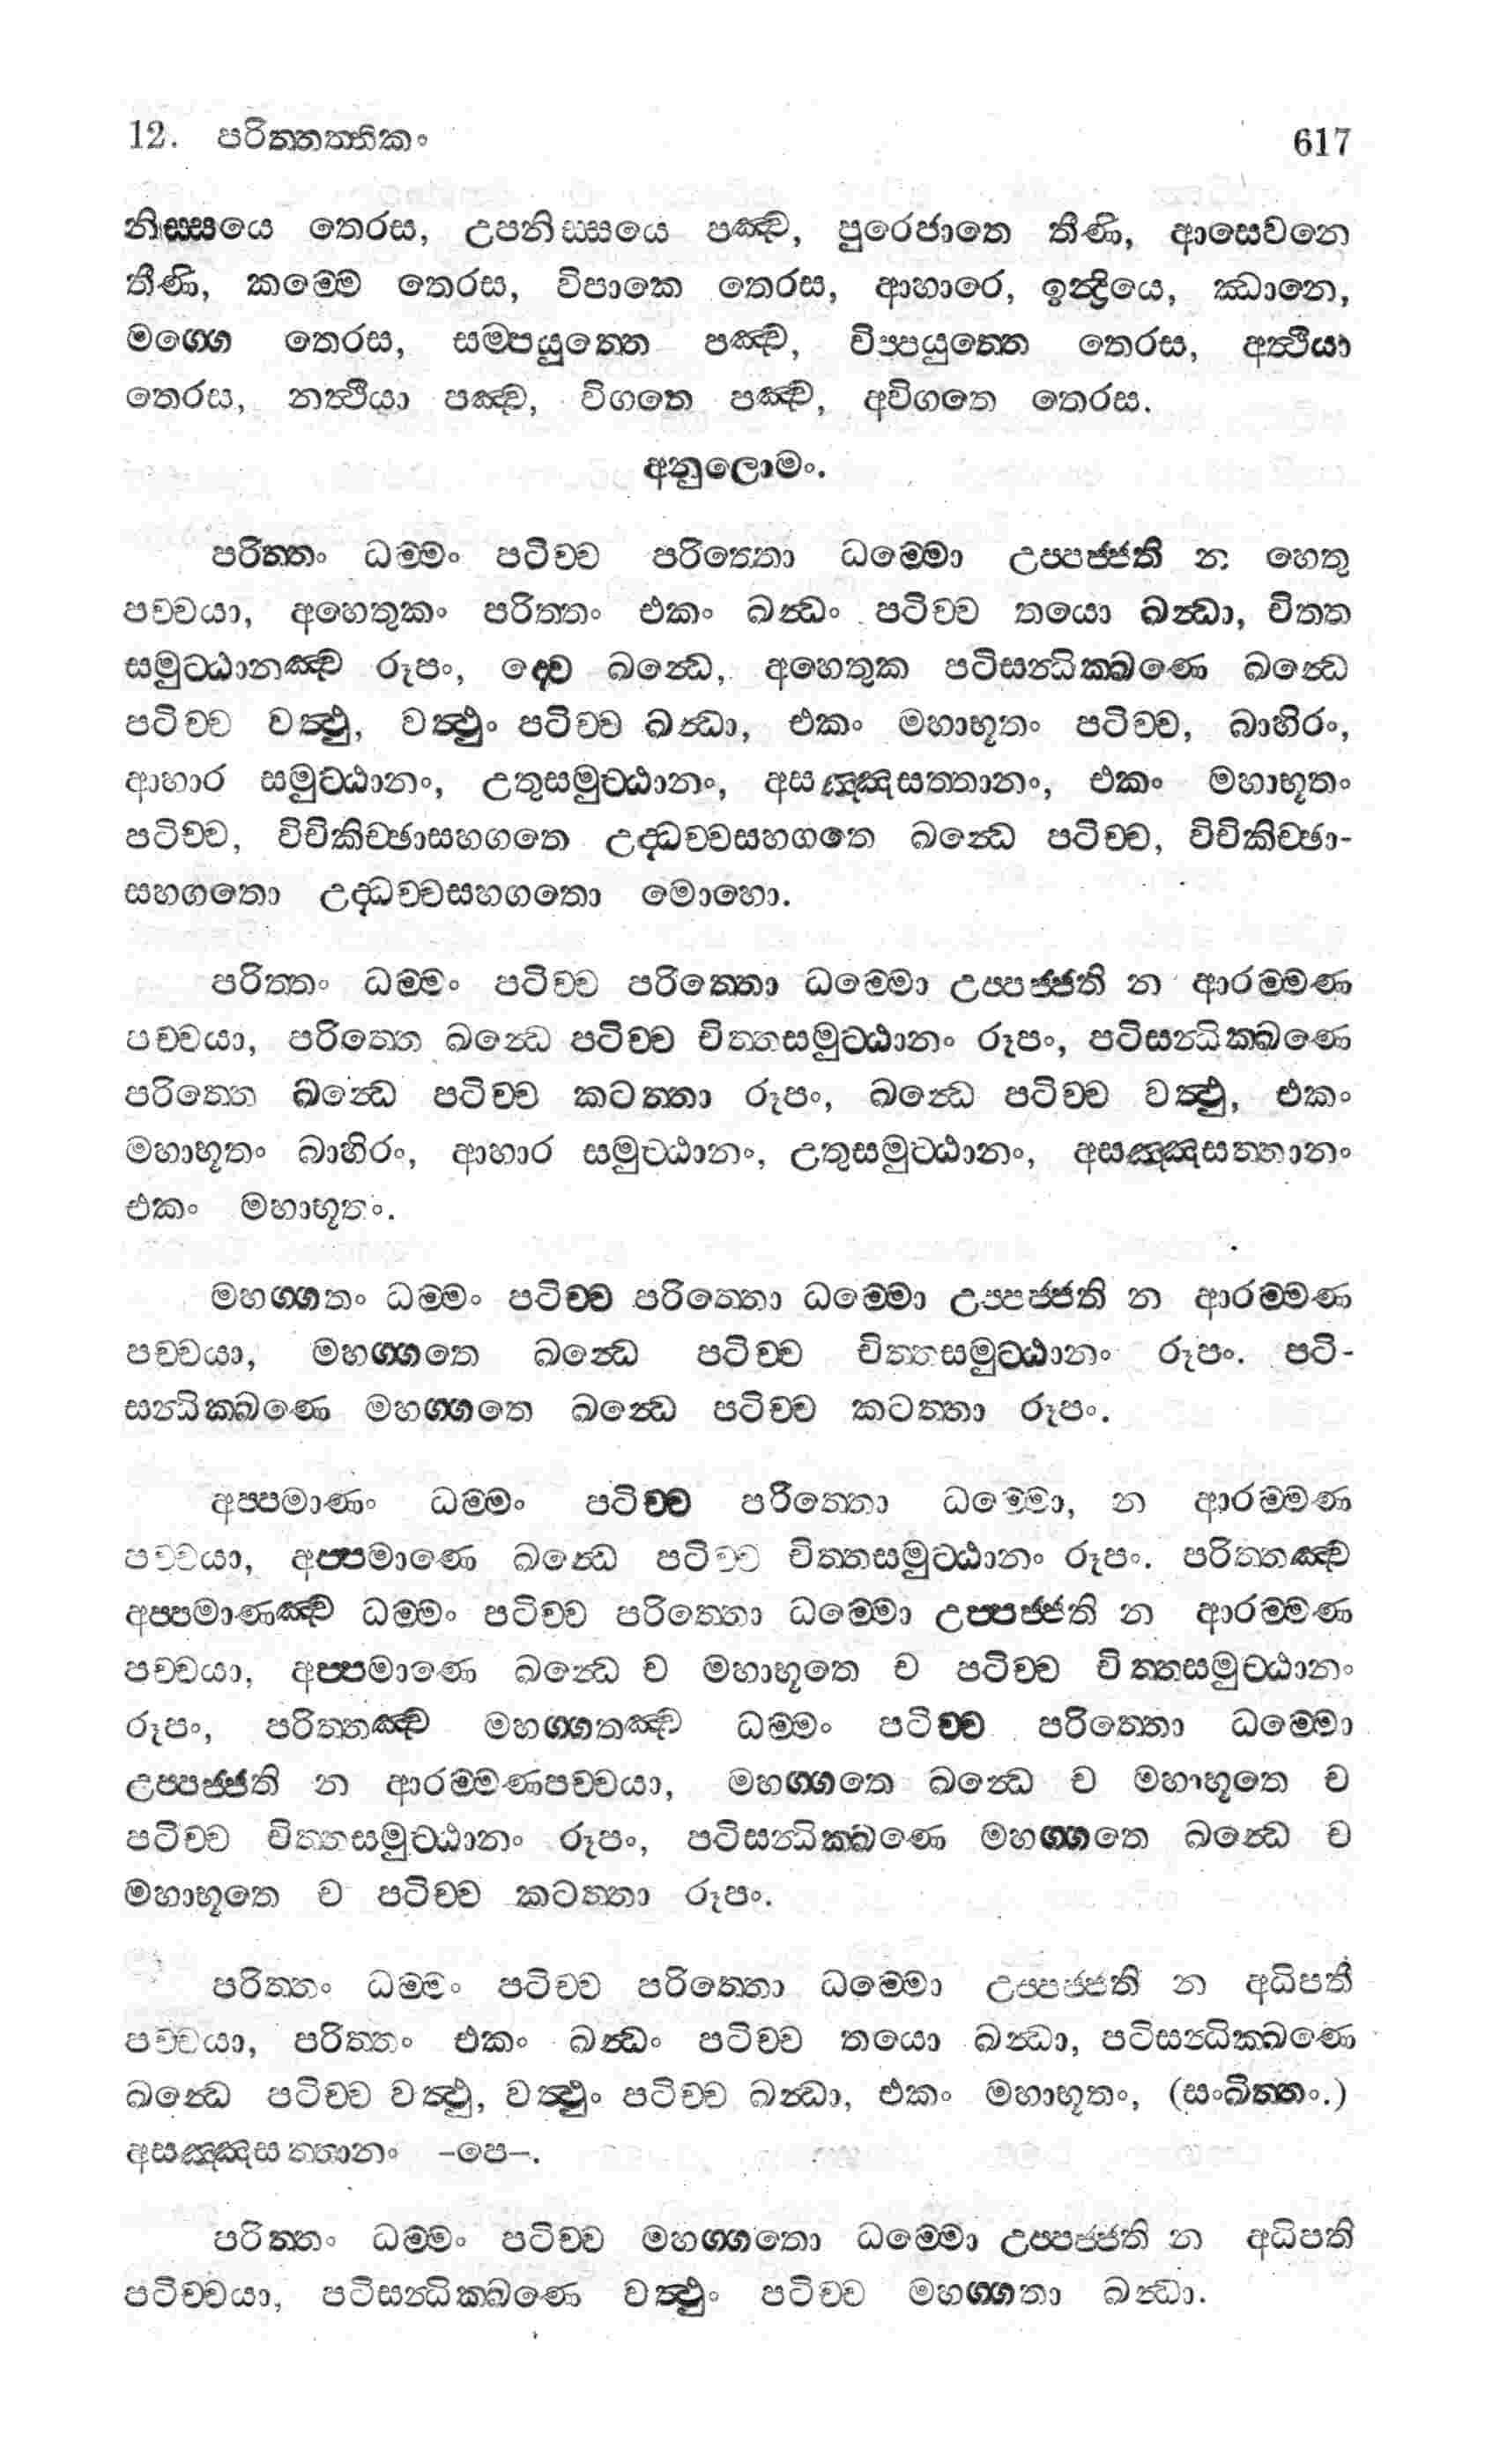 12. පරිත්තත්තිකං 617
නිස්සයෙ තෙරස, උපනිස්සයෙ පඤ්ච, පුරෙජාතෙ තීණි, ආසෙවනෙ
තීණි, කම්මෙ තෙරස, විපාකෙ තෙරස, ආහාරෙ, ඉන්ද්‍රියෙ, ඣානෙ,
මග්ගෙ තෙරස, සම්පයුත්තෙ පඤ්ච, විප්පයුත්තෙ තෙරස, අත්ථියා
තෙරස, නත්ථියා පඤ්ච, විගතෙ පඤ්ච, අවිගතෙ තෙරස.
අනුලොමං.
පරිත්තං ධම්මං පටිච්ච පරිත්තො ධම්මො උප්පජ්ජති න හෙතු
පච්චයා, අහෙතුකං පරිත්තං එකං ඛන්ධං පටිච්ච තයො ඛන්ධා, චිත්ත
සමුට්ඨානඤ්ච රූපං, ද්වෙ ඛන්ධෙ, අහෙතුක පටිසන්ධික්ඛණෙ ඛන්ධෙ
පටිච්ච වත්ථු, වත්ථුං පටිච්ච ඛන්ධා, එකං මහාභූතං පටිච්ච, බාහිරං,
ආහාර සමුට්ඨානං, උතුසමුට්ඨානං, අසඤ්ඤසත්තානං, එකං මහාභූතං
පටිච්ච, විචිකිච්ඡාසහගතෙ උද්ධච්චසහගතෙ ඛන්ධෙ පටිච්ච, විචිකිච්ඡා-
සහගතො උද්ධච්චසහගතො මොහො.
පරිත්තං ධම්මං පටිච්ච පරිත්තො ධම්මො උප්පජ්ජති න ආරම්මණ
පච්චයා, පරිත්තෙ ඛන්ධෙ පටිච්ච චිත්තසමුට්ඨානං රූපං, පටිසන්ධික්ඛණෙ
පරිත්තෙ ඛන්ධෙ පටිච්ච කටත්තා රූපං, ඛන්ධෙ පටිච්ච වත්ථු, එකං
මහාභූතං බාහිරං, ආහාර සමුට්ඨානං, උතුසමුට්ඨානං, අසඤ්ඤසත්තානං
එකං මහාභූතං.
මහග්ගතං ධම්මං පටිච්ච පරිත්තො ධම්මො උප්පජ්ජති න ආරම්මණ
පච්චයා, මහග්ගතෙ ඛන්ධෙ පටිච්ච චිත්තසමුට්ඨානං රූපං. පටි-
සන්ධික්ඛණෙ මහග්ගතෙ ඛන්ධෙ පටිච්ච කටත්තා රූපං.
අප්පමාණං ධම්මං පටිච්ච පරිත්තො ධම්මො, න ආරම්මණ
පච්චයා, අප්පමාණෙ ඛන්ධෙ පටිච්ච චිත්තසමුට්ඨානං රූපං. පරිත්තඤ්ච
අප්පමාණඤ්ච ධම්මං පටිච්ච පරිත්තො ධම්මො උප්පජ්ජති න ආරම්මණ
පච්චයා, අප්පමාණෙ ඛන්ධෙ ච මහාභූතෙ ච පටිච්ච චිත්තසමුට්ඨානං
රූපං, පරිත්තඤ්ච මහග්ගතඤ්ච ධම්මං පටිච්ච පරිත්තො ධම්මො
උප්පජ්ජති න ආරම්මණපච්චයා, මහග්ගතෙ ඛන්ධෙ ච මහාභූතෙ ච
පටිච්ච චිත්තසමුට්ඨානං රූපං, පටිසන්ධික්ඛණෙ මහග්ගතෙ ඛන්ධෙ ච
මහාභූතෙ ච පටිච්ච කටත්තා රූපං.
පරිත්තං ධම්මං පටිච්ච පරිත්තො ධම්මො උප්පජ්ජති න අධිපතී
පච්චයා, පරිත්තං එකං ඛන්ධං පටිච්ච තයො ඛන්ධා, පටිසන්ධික්ඛණෙ
ඛන්ධෙ පටිච්ච වත්ථු, වත්ථුං පටිච්ච ඛන්ධා, එකං මහාභූතං, (සංඛිත්තං.)
අසඤ්ඤසත්තානං –පෙ–.
පරිත්තං ධම්මං පටිච්ච මහග්ගතො ධම්මො උප්පජ්ජති න අධිපති
පටිච්චයා, පටිසන්ධික්ඛණෙ වත්ථුං පටිච්ච මහග්ගතා ඛන්ධා.